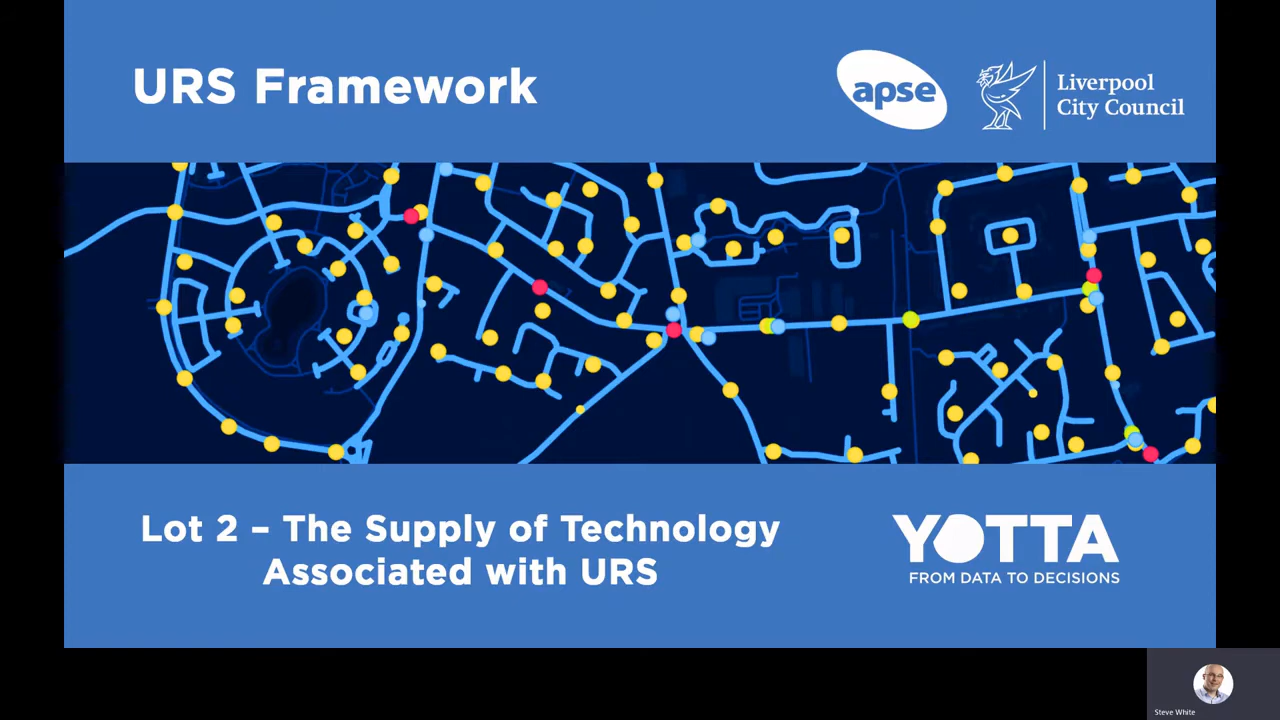 URS Framework
apse
Liverpool
City Council
Lot 2 – The Supply of Technology
Associated with URS
YOTTA
FROM DATA TO DECISIONS
Steve White